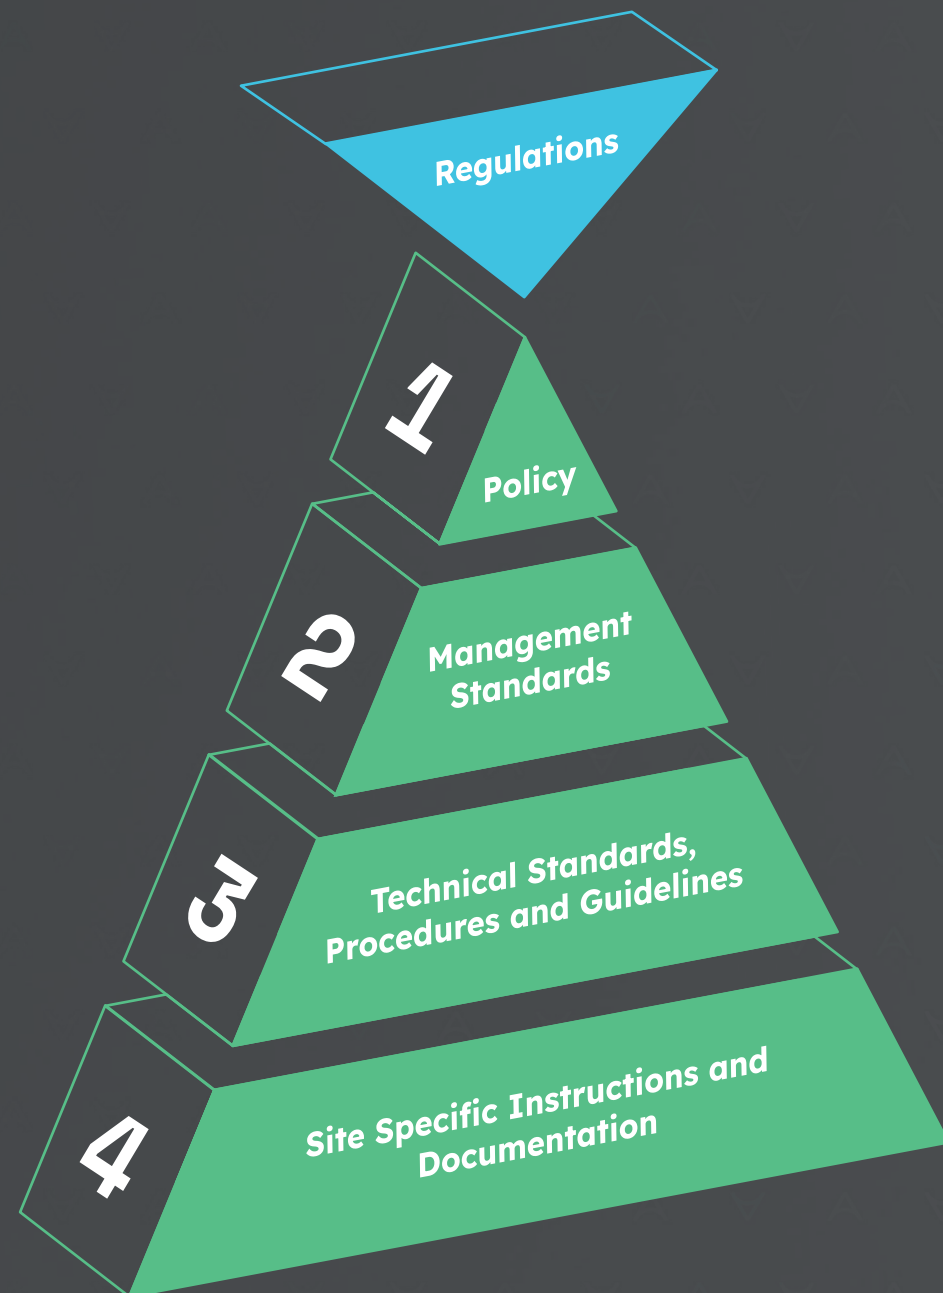 Regulations
1
Policy
2
Management
Standards
3
Technical Standards,
Procedures and Guidelines
4
Site Specific Instructions and
Documentation